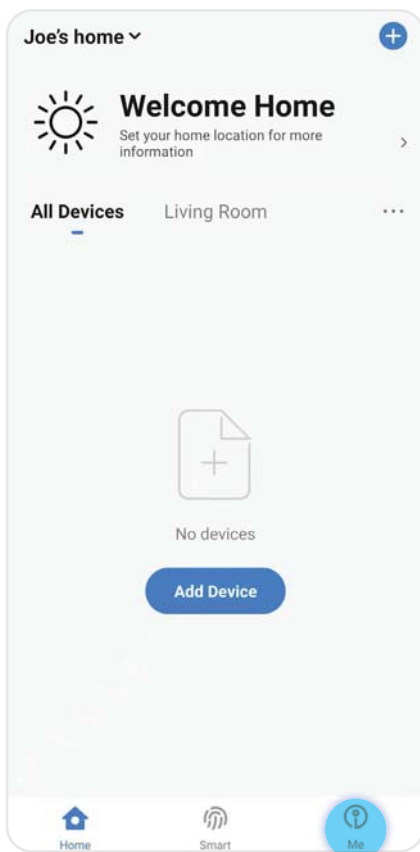 Joe's home
Welcome Home
Set your home location for more
information
All Devices
Living Room
No devices
Add Device
Home
Smart
Me